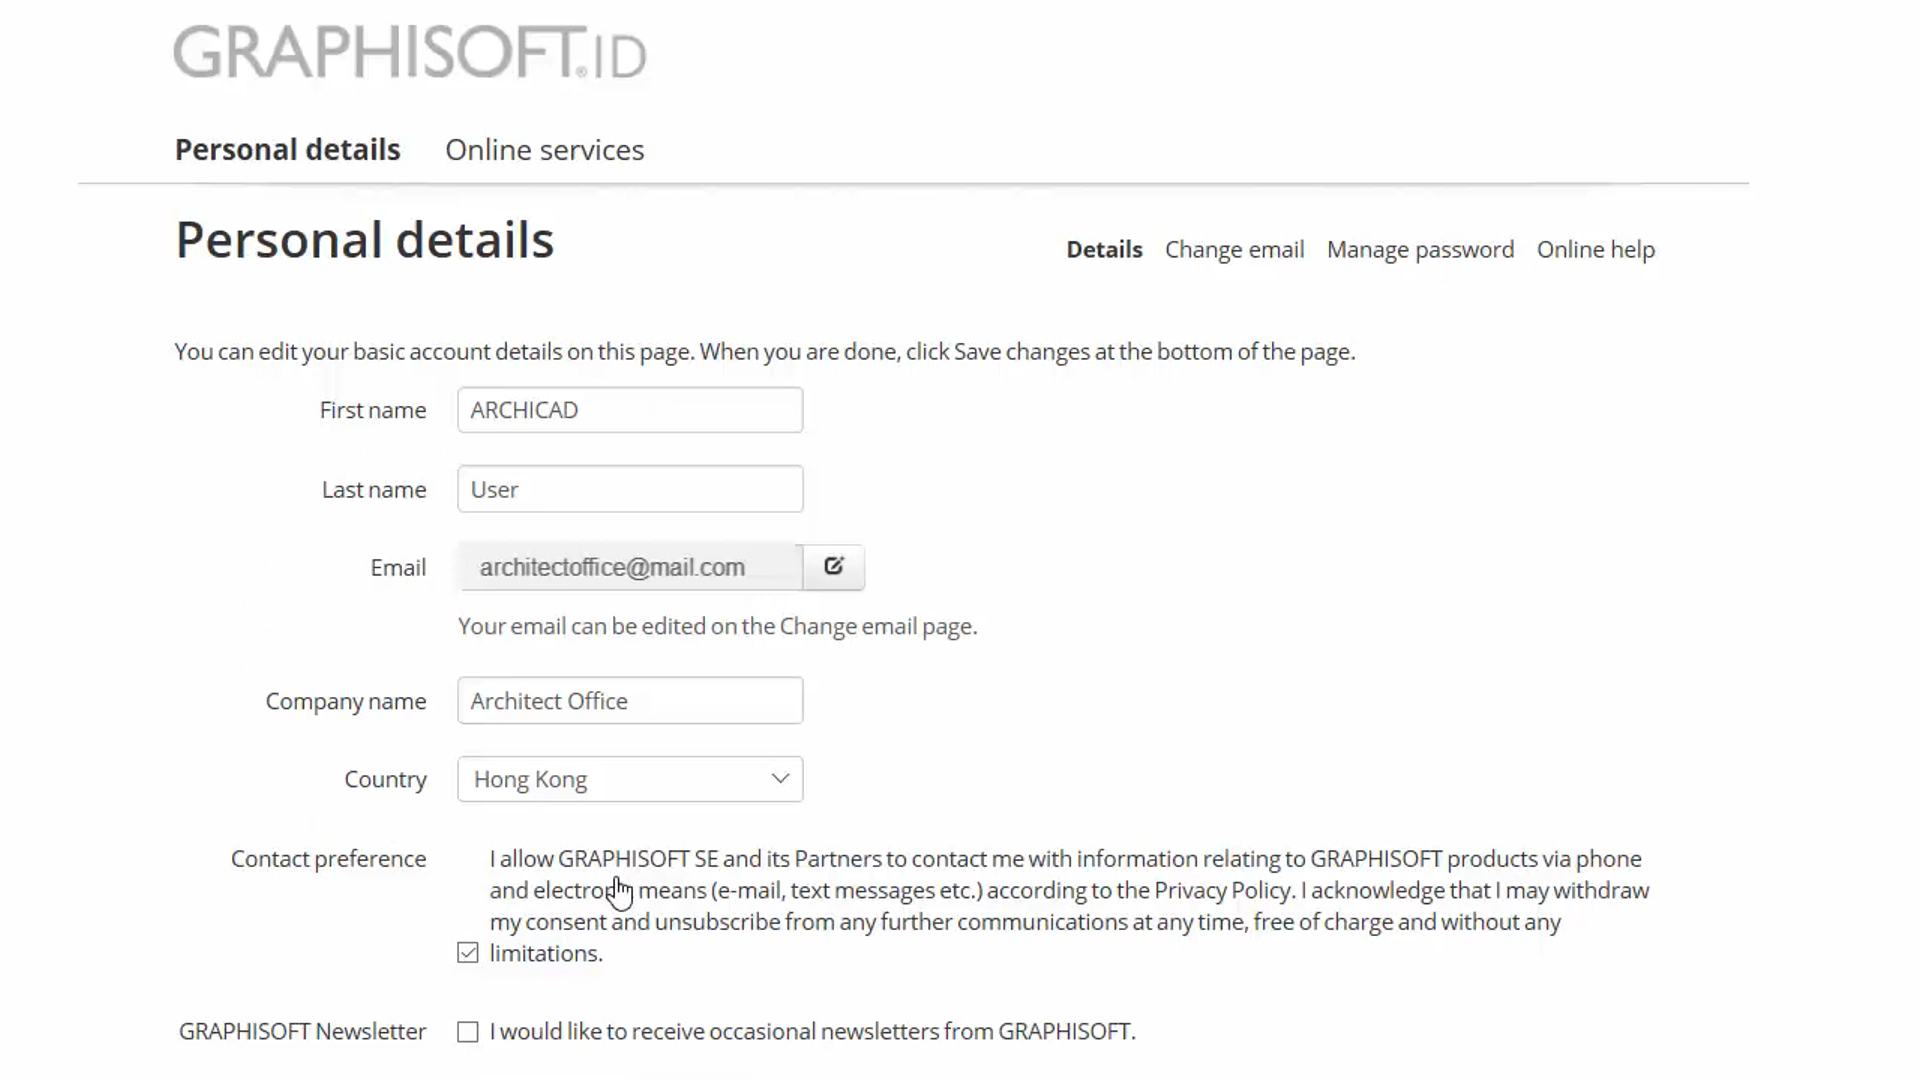 GRAPHISOFT.® ID
Personal details Online services
Personal details
Details Change email Manage password Online help
You can edit your basic account details on this page. When you are done, click Save changes at the bottom of the page.
First name ARCHICAD
Last name User
Email architectoffice@mail.com
Your email can be edited on the Change email page.
Company name Architect Office
Country Hong Kong
Contact preference I allow GRAPHISOFT SE and its Partners to contact me with information relating to GRAPHISOFT products via phone
and electronic means (e-mail, text messages etc.) according to the Privacy Policy. I acknowledge that I may withdraw
my consent and unsubscribe from any further communications at any time, free of charge and without any
limitations.
GRAPHISOFT Newsletter I would like to receive occasional newsletters from GRAPHISOFT.